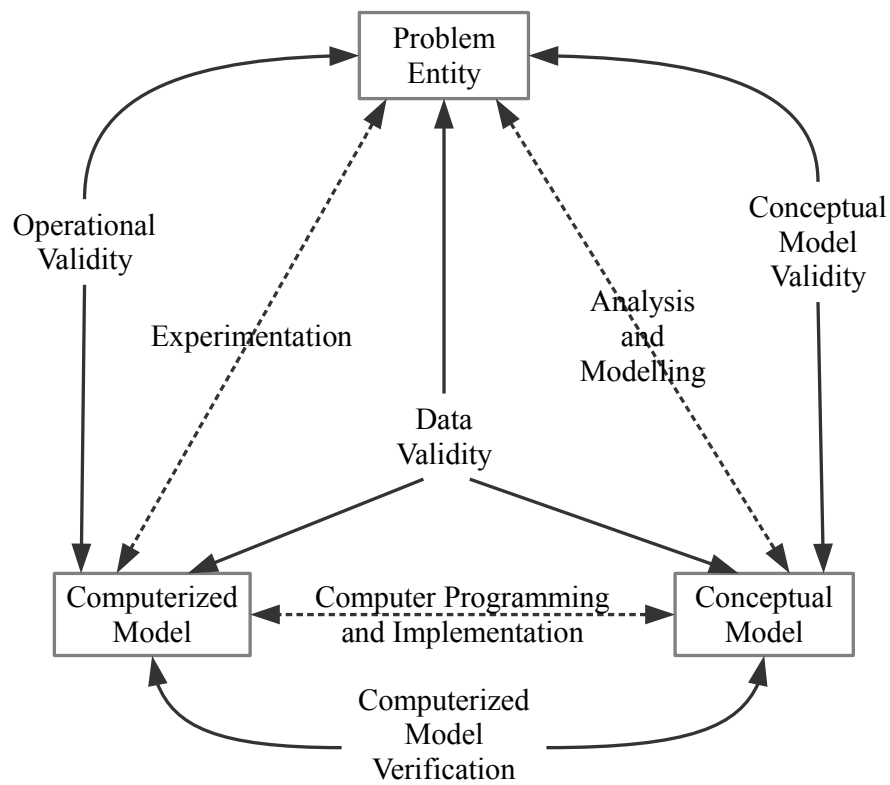 Problem
Entity
Operational
Validity
Conceptual
Model
Validity
Experimentation
Analysis
and
Modelling
Data
Validity
Computerized
Model
Computer Programming
and Implementation
Conceptual
Model
Computerized
Model
Verification